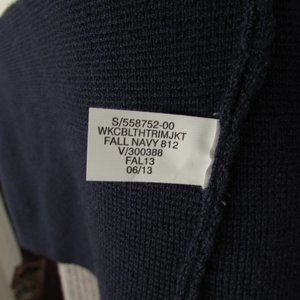 S/558752-00
WKCBLTHTRIMJKT
FALL NAVY 812
V/300388
FAL13
06/13